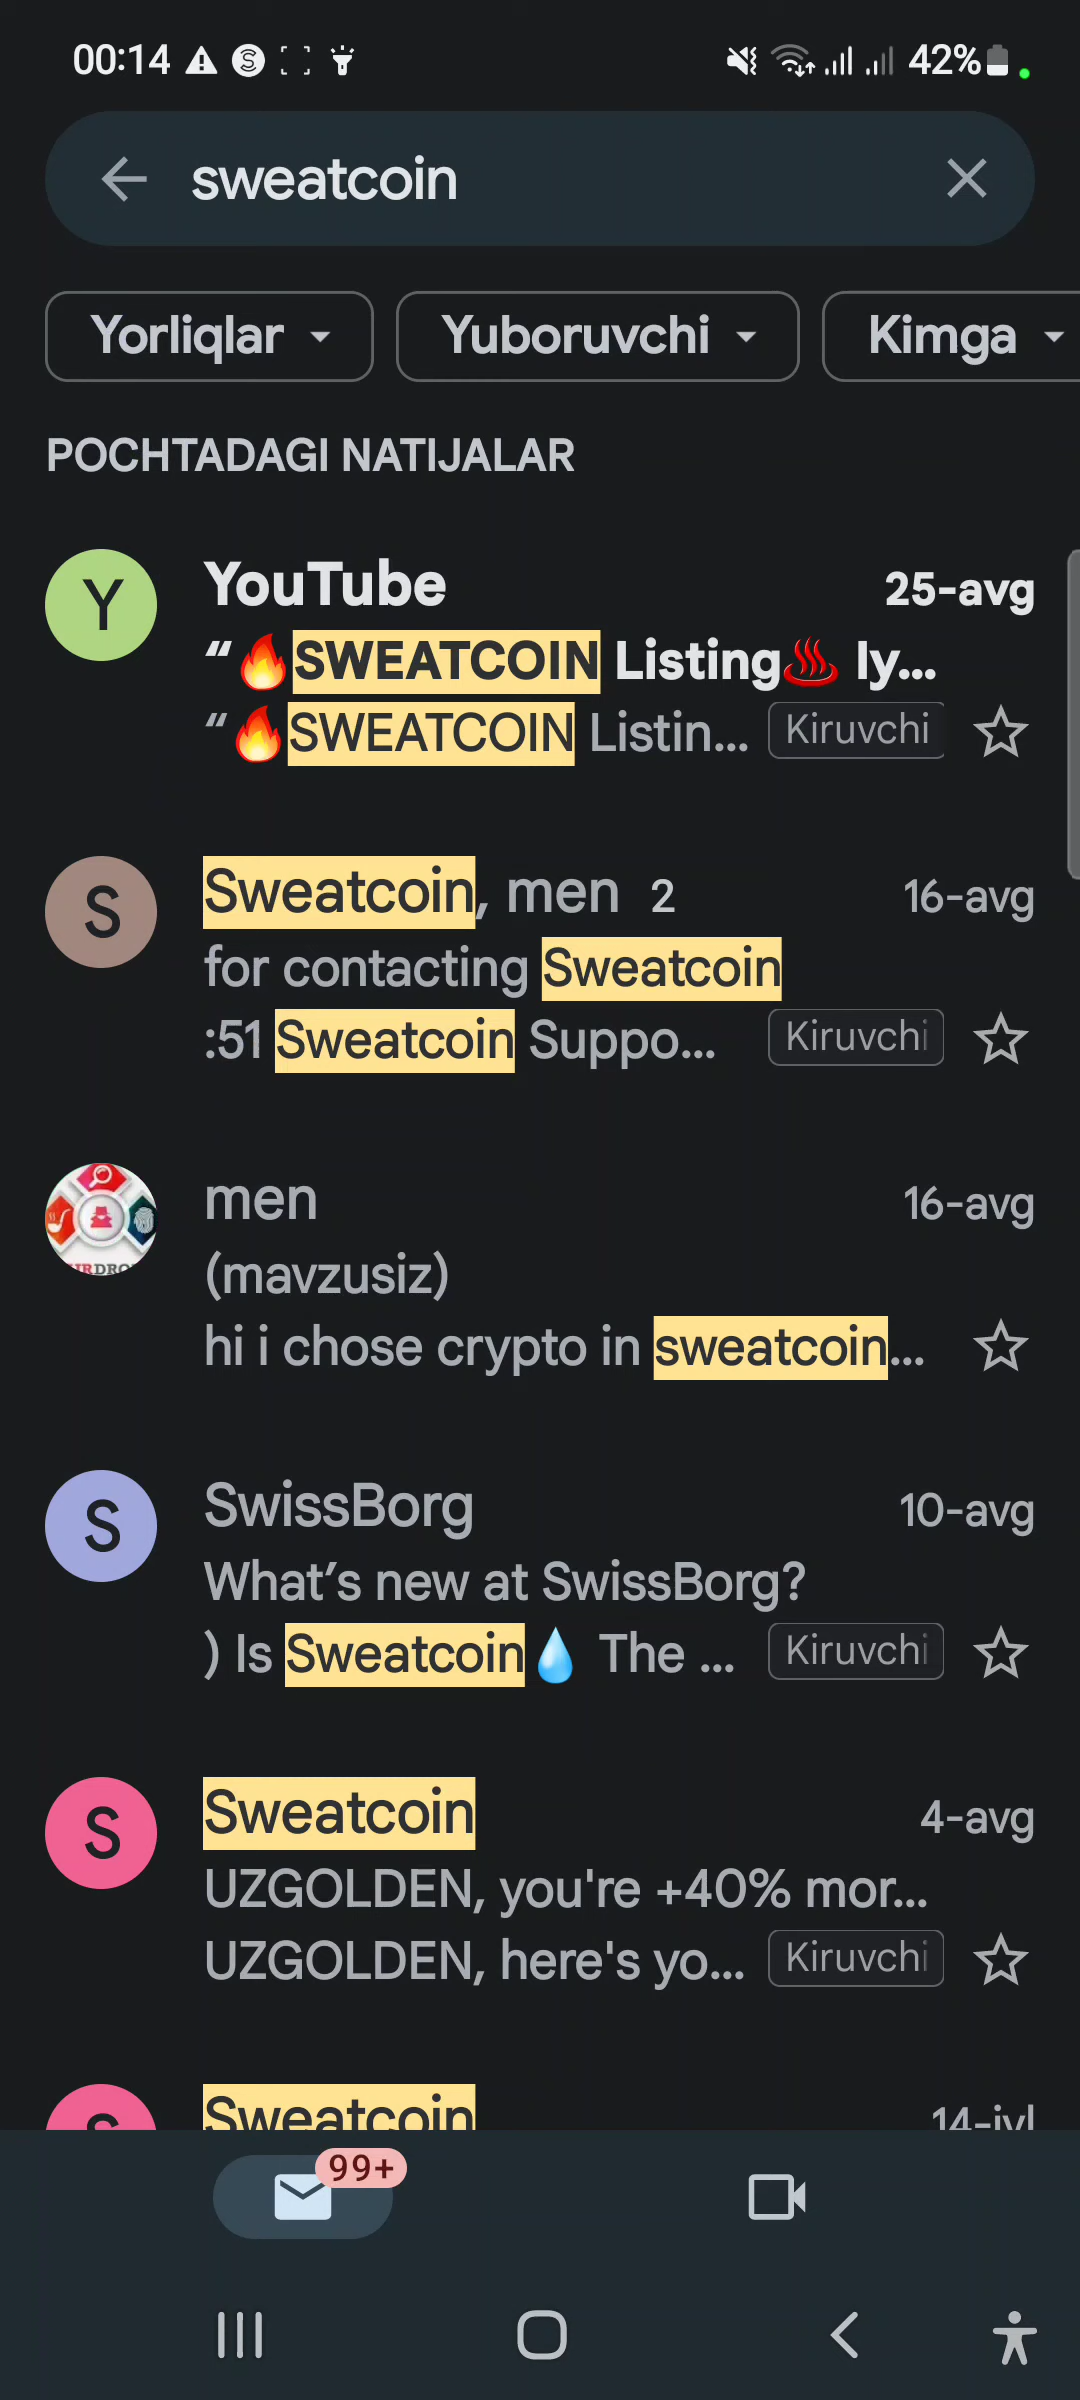 00:14
42%
sweatcoin
Yorliqlar
Yuboruvchi
Kimga
POCHTADAGI NATIJALAR
Y
YouTube
25-avg
“🔥SWEATCOIN Listing♨️ Iy...
“🔥SWEATCOIN Listin...
Kiruvchi
S
Sweatcoin, men 2
16-avg
for contacting Sweatcoin
:51 Sweatcoin Suppo...
Kiruvchi
men
16-avg
(mavzusiz)
hi i chose crypto in sweatcoin...
S
SwissBorg
10-avg
What’s new at SwissBorg?
) Is Sweatcoin💧 The ...
Kiruvchi
S
Sweatcoin
4-avg
UZGOLDEN, you're +40% mor...
UZGOLDEN, here's yo...
Kiruvchi
S
Sweatcoin
14-iyl
99+